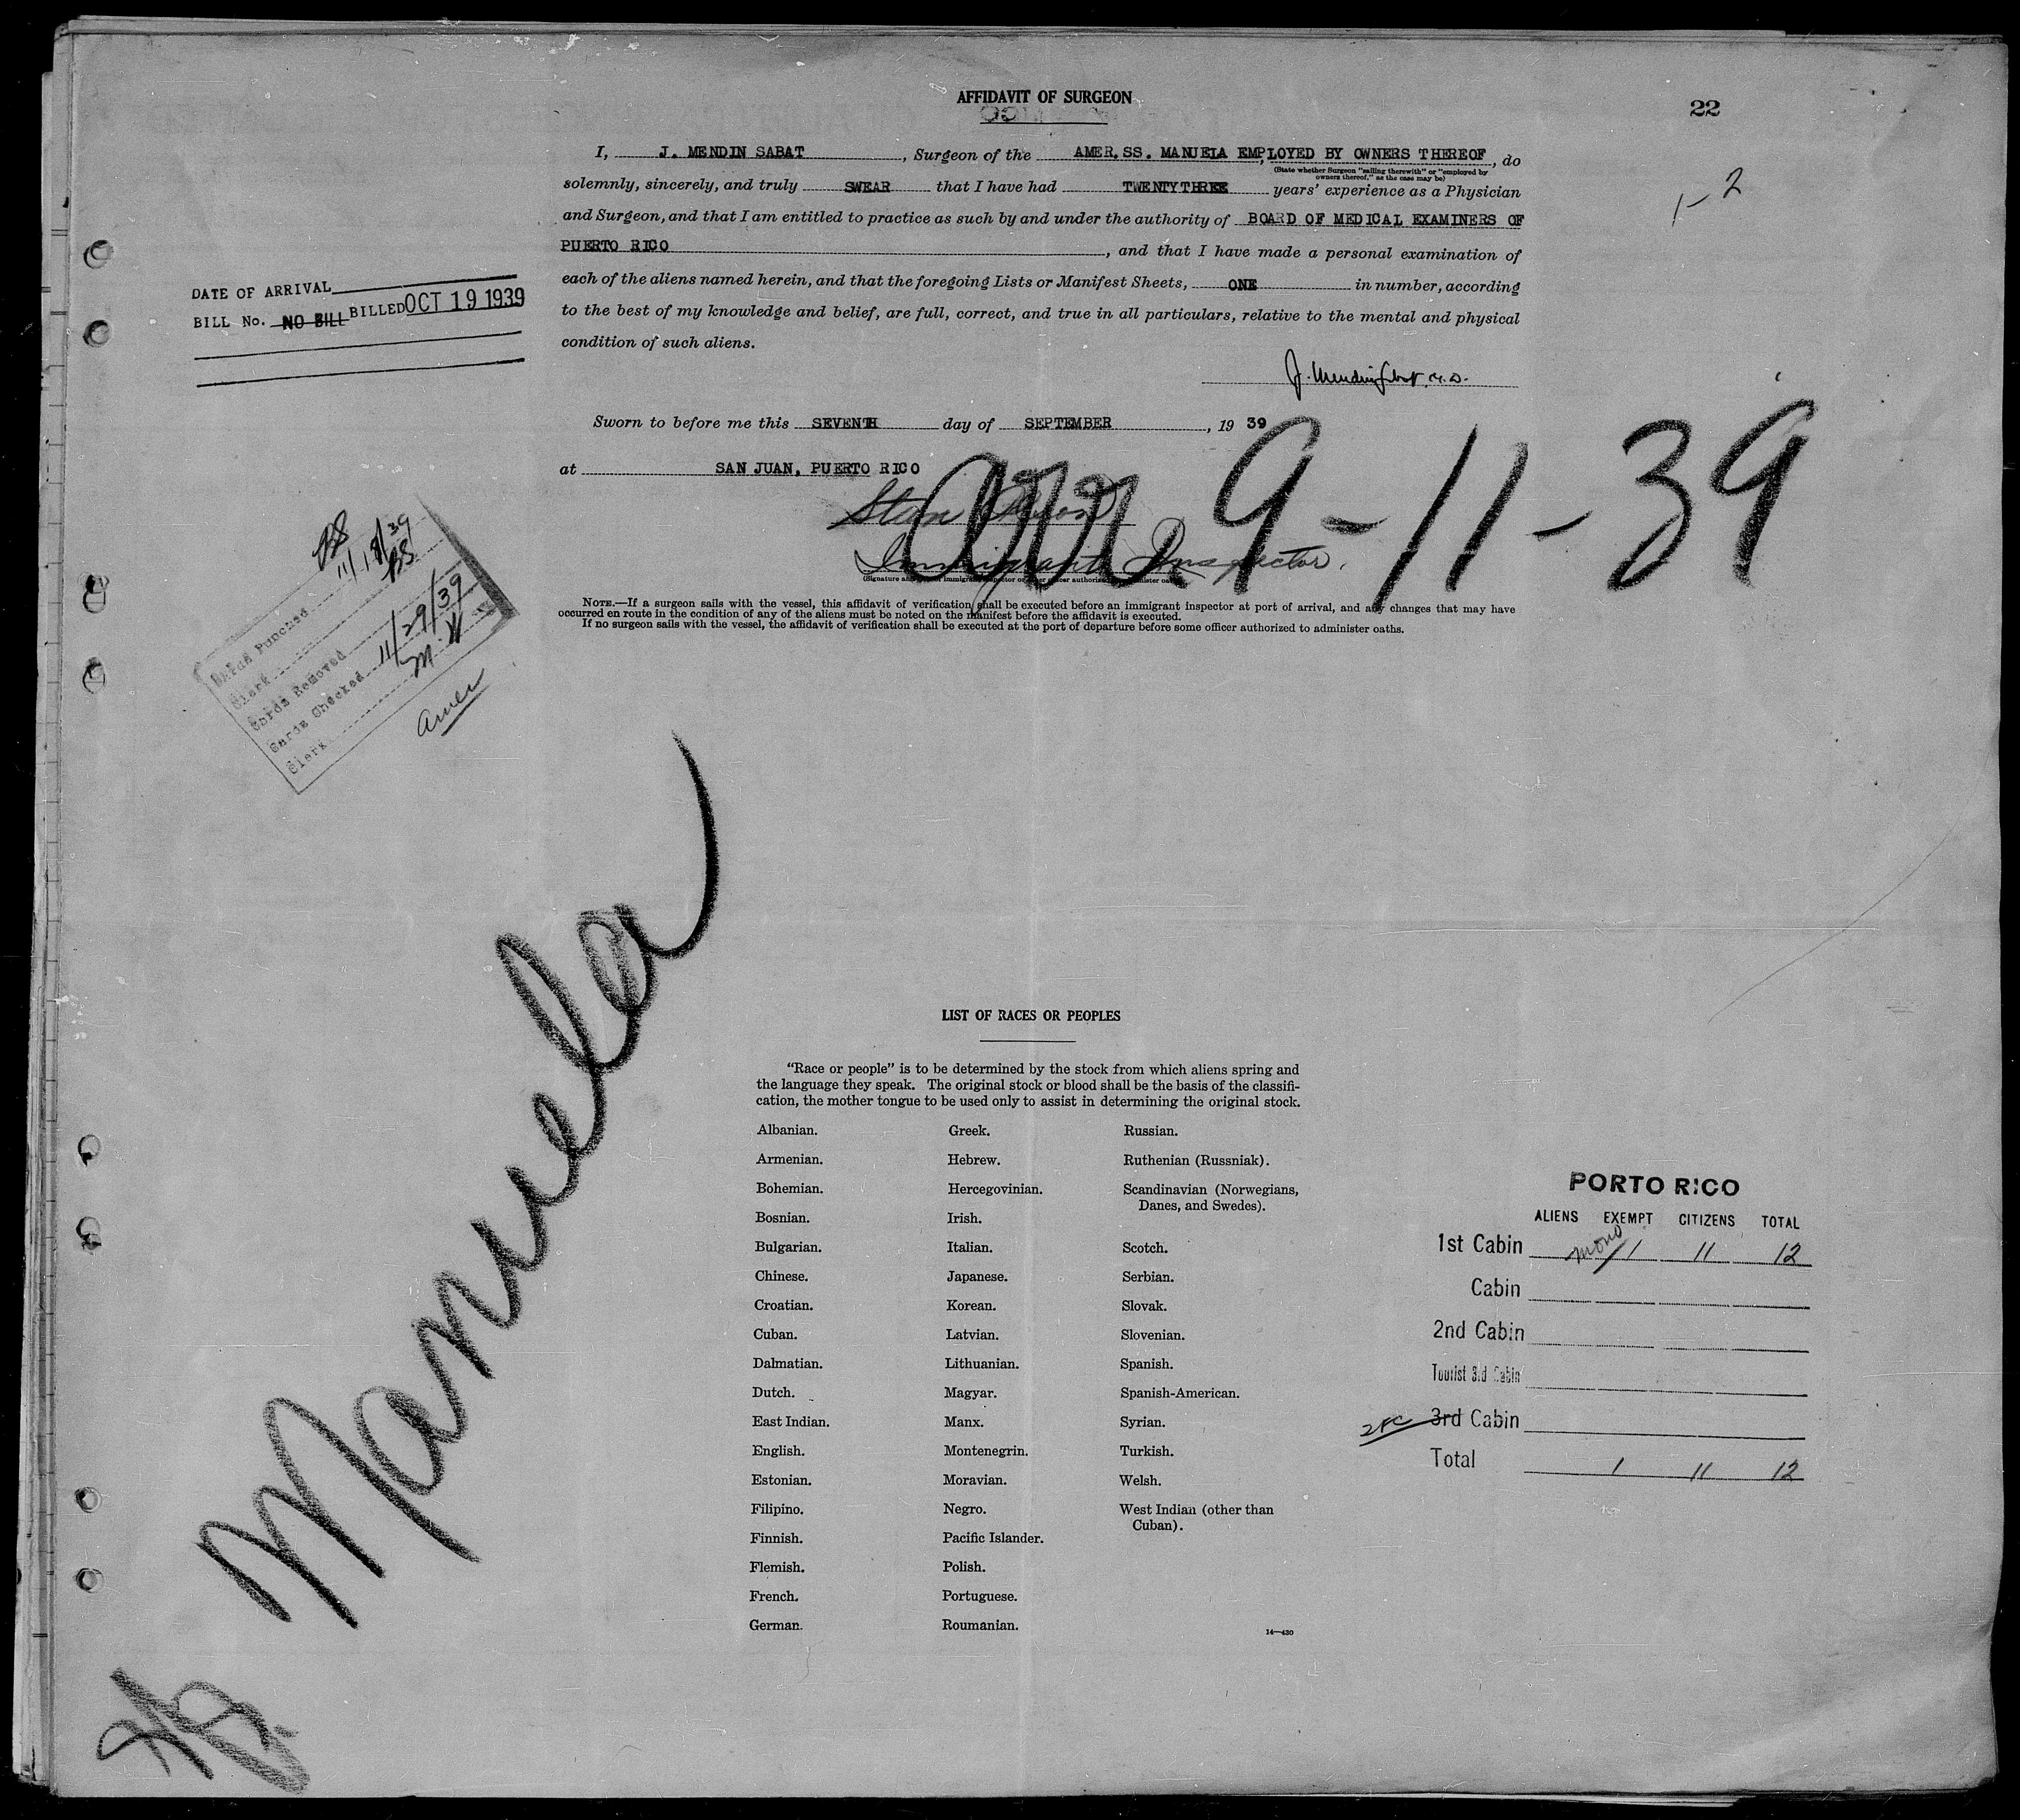 AFFIDAVIT OF SURGEON
22
1-2
I, J. MENDIN SABAT, Surgeon of the AMER. SS. MANUELA EMPLOYED BY OWNERS THEREOF, do
(State whether Surgeon "sailing therewith" or "employed by
owners thereof," as the case may be)
solemnly, sincerely, and truly SWEAR that I have had TWENTYTHREE years' experience as a Physician
and Surgeon, and that I am entitled to practice as such by and under the authority of BOARD OF MEDICAL EXAMINERS OF
PUERTO RICO, and that I have made a personal examination of
each of the aliens named herein, and that the foregoing Lists or Manifest Sheets, ONE in number, according
to the best of my knowledge and belief, are full, correct, and true in all particulars, relative to the mental and physical
condition of such aliens.
DATE OF ARRIVAL
BILL No. NO BILL BILLED OCT 19 1939
Sworn to before me this SEVENTH day of SEPTEMBER, 19 39
at SAN JUAN, PUERTO RICO
9-11-39
Immigrant Inspector.
NOTE.—If a surgeon sails with the vessel, this affidavit of verification shall be executed before an immigrant inspector at port of arrival, and any changes that may have
occurred en route in the condition of any of the aliens must be noted on the manifest before the affidavit is executed.
If no surgeon sails with the vessel, the affidavit of verification shall be executed at the port of departure before some officer authorized to administer oaths.
Cards Punched 11/18/39
Clerk BS
Cards Removed
Cards Checked 11/29/39
Clerk
Amer
Manuela
LIST OF RACES OR PEOPLES
"Race or people" is to be determined by the stock from which aliens spring and
the language they speak. The original stock or blood shall be the basis of the classifi-
cation, the mother tongue to be used only to assist in determining the original stock.
Albanian.
Armenian.
Bohemian.
Bosnian.
Bulgarian.
Chinese.
Croatian.
Cuban.
Dalmatian.
Dutch.
East Indian.
English.
Estonian.
Filipino.
Finnish.
Flemish.
French.
German.
Greek.
Hebrew.
Hercegovinian.
Irish.
Italian.
Japanese.
Korean.
Latvian.
Lithuanian.
Magyar.
Manx.
Montenegrin.
Moravian.
Negro.
Pacific Islander.
Polish.
Portuguese.
Roumanian.
Russian.
Ruthenian (Russniak).
Scandinavian (Norwegians,
Danes, and Swedes).
Scotch.
Serbian.
Slovak.
Slovenian.
Spanish.
Spanish-American.
Syrian.
Turkish.
Welsh.
West Indian (other than
Cuban).
14—430
PORTO RICO
ALIENS EXEMPT CITIZENS TOTAL
1st Cabin 1 11 12
Cabin
2nd Cabin
Tourist 3rd Cabin
3rd Cabin
Total 1 11 12